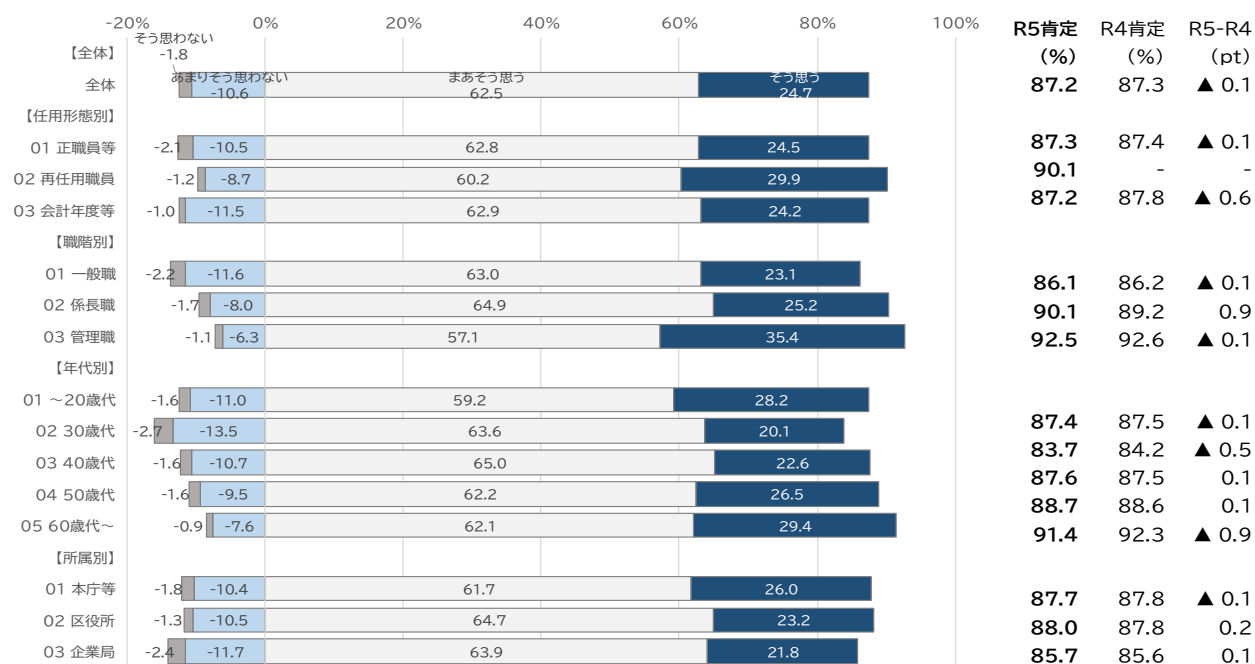 -20% 0% 20% 40% 60% 80% 100%
R5肯定 R4肯定 R5-R4
(%) (%) (pt)
そう思わない
【全体】 -1.8
あまりそう思わない まあそう思う そう思う
全体 -10.6 62.5 24.7 87.2 87.3 ▲ 0.1
【任用形態別】
01 正職員等 -2.1 -10.5 62.8 24.5 87.3 87.4 ▲ 0.1
02 再任用職員 -1.2 -8.7 60.2 29.9 90.1 - -
03 会計年度等 -1.0 -11.5 62.9 24.2 87.2 87.8 ▲ 0.6
【職階別】
01 一般職 -2.2 -11.6 63.0 23.1 86.1 86.2 ▲ 0.1
02 係長職 -1.7 -8.0 64.9 25.2 90.1 89.2 0.9
03 管理職 -1.1 -6.3 57.1 35.4 92.5 92.6 ▲ 0.1
【年代別】
01 ～20歳代 -1.6 -11.0 59.2 28.2 87.4 87.5 ▲ 0.1
02 30歳代 -2.7 -13.5 63.6 20.1 83.7 84.2 ▲ 0.5
03 40歳代 -1.6 -10.7 65.0 22.6 87.6 87.5 0.1
04 50歳代 -1.6 -9.5 62.2 26.5 88.7 88.6 0.1
05 60歳代～ -0.9 -7.6 62.1 29.4 91.4 92.3 ▲ 0.9
【所属別】
01 本庁等 -1.8 -10.4 61.7 26.0 87.7 87.8 ▲ 0.1
02 区役所 -1.3 -10.5 64.7 23.2 88.0 87.8 0.2
03 企業局 -2.4 -11.7 63.9 21.8 85.7 85.6 0.1